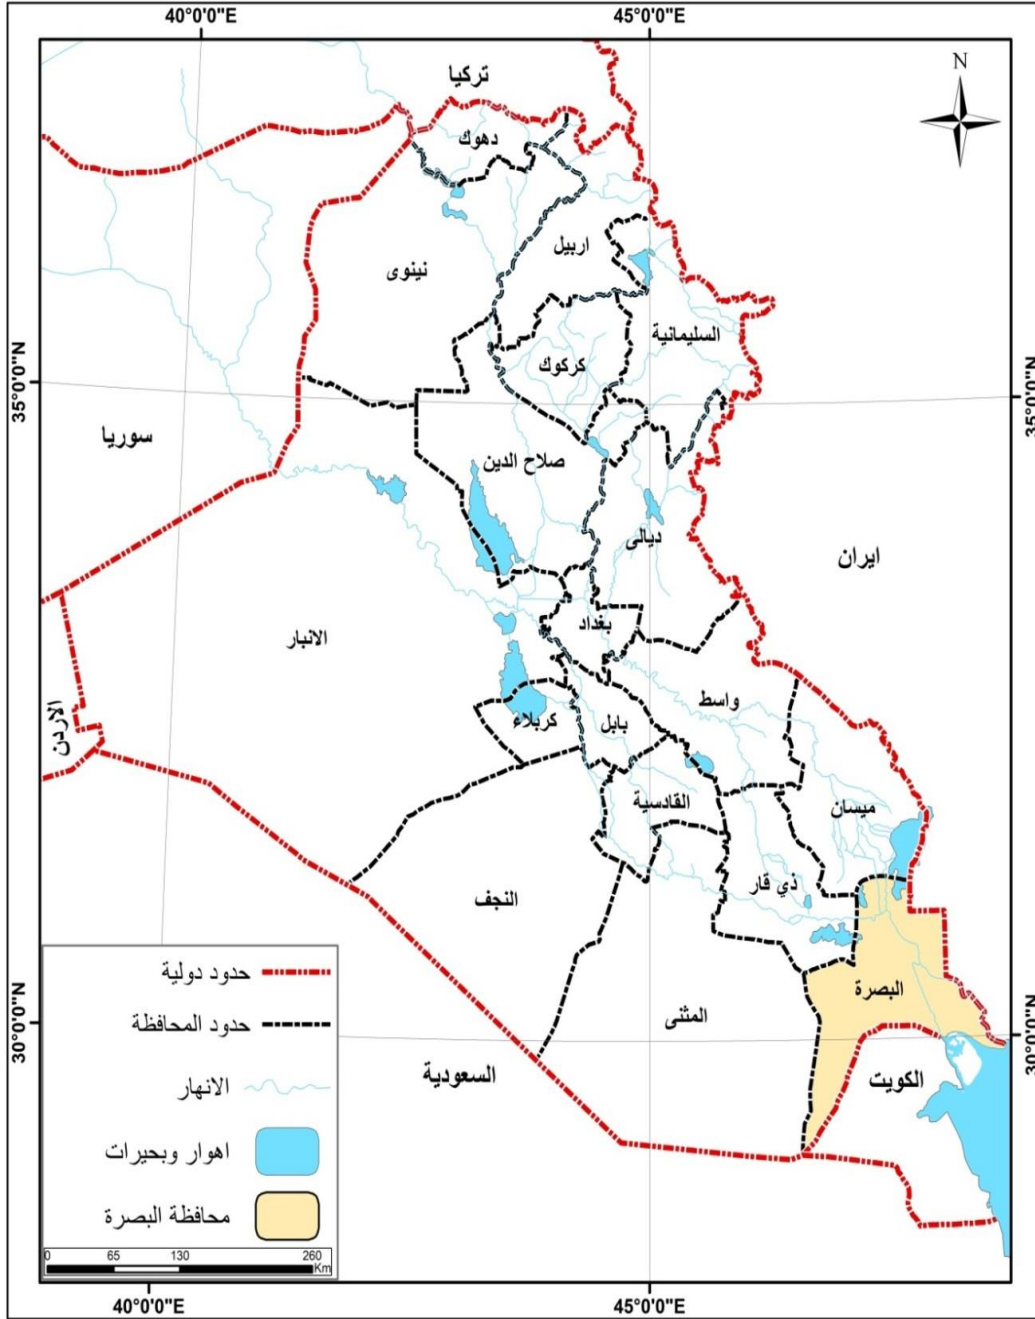 40°0'0"E
45°0'0"E
N
تركيا
دهوك
نينوى
اربيل
السليمانية
كركوك
35°0'0"N
35°0'0"N
سوريا
صلاح الدين
ديالى
ايران
بغداد
الانبار
واسط
الاردن
كربلاء
بابل
القادسية
ميسان
ذي قار
النجف
البصرة
المثنى
30°0'0"N
30°0'0"N
السعودية
الكويت
حدود دولية
حدود المحافظة
الانهار
اهوار وبحيرات
محافظة البصرة
0 65 130 260
Km
40°0'0"E
45°0'0"E